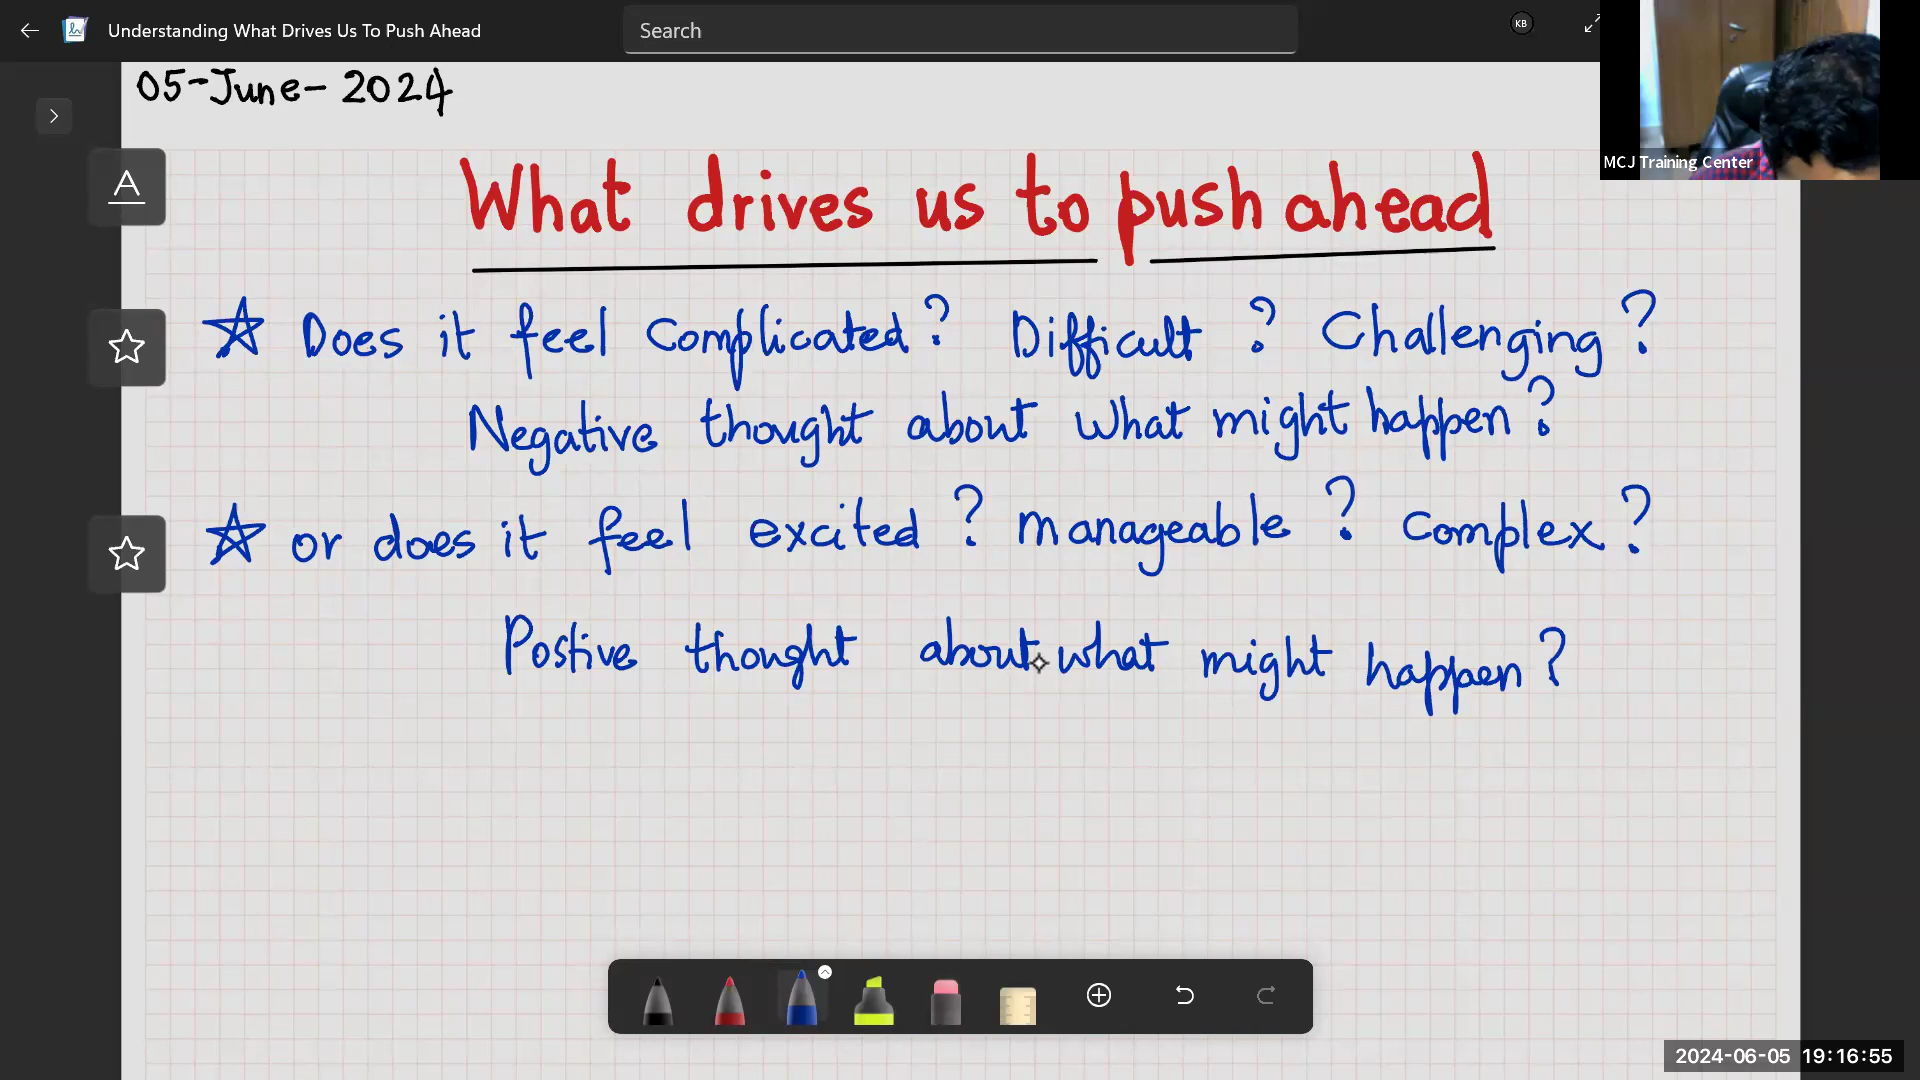 Understanding What Drives Us To Push Ahead
Search
KB
05-June-2024
MCJ Training Center
What drives us to push ahead
☆ Does it feel Complicated? Difficult? Challenging?
Negative thought about what might happen?
☆ or does it feel excited? Manageable? Complex?
Postive thought about what might happen?
2024-06-05 19:16:55